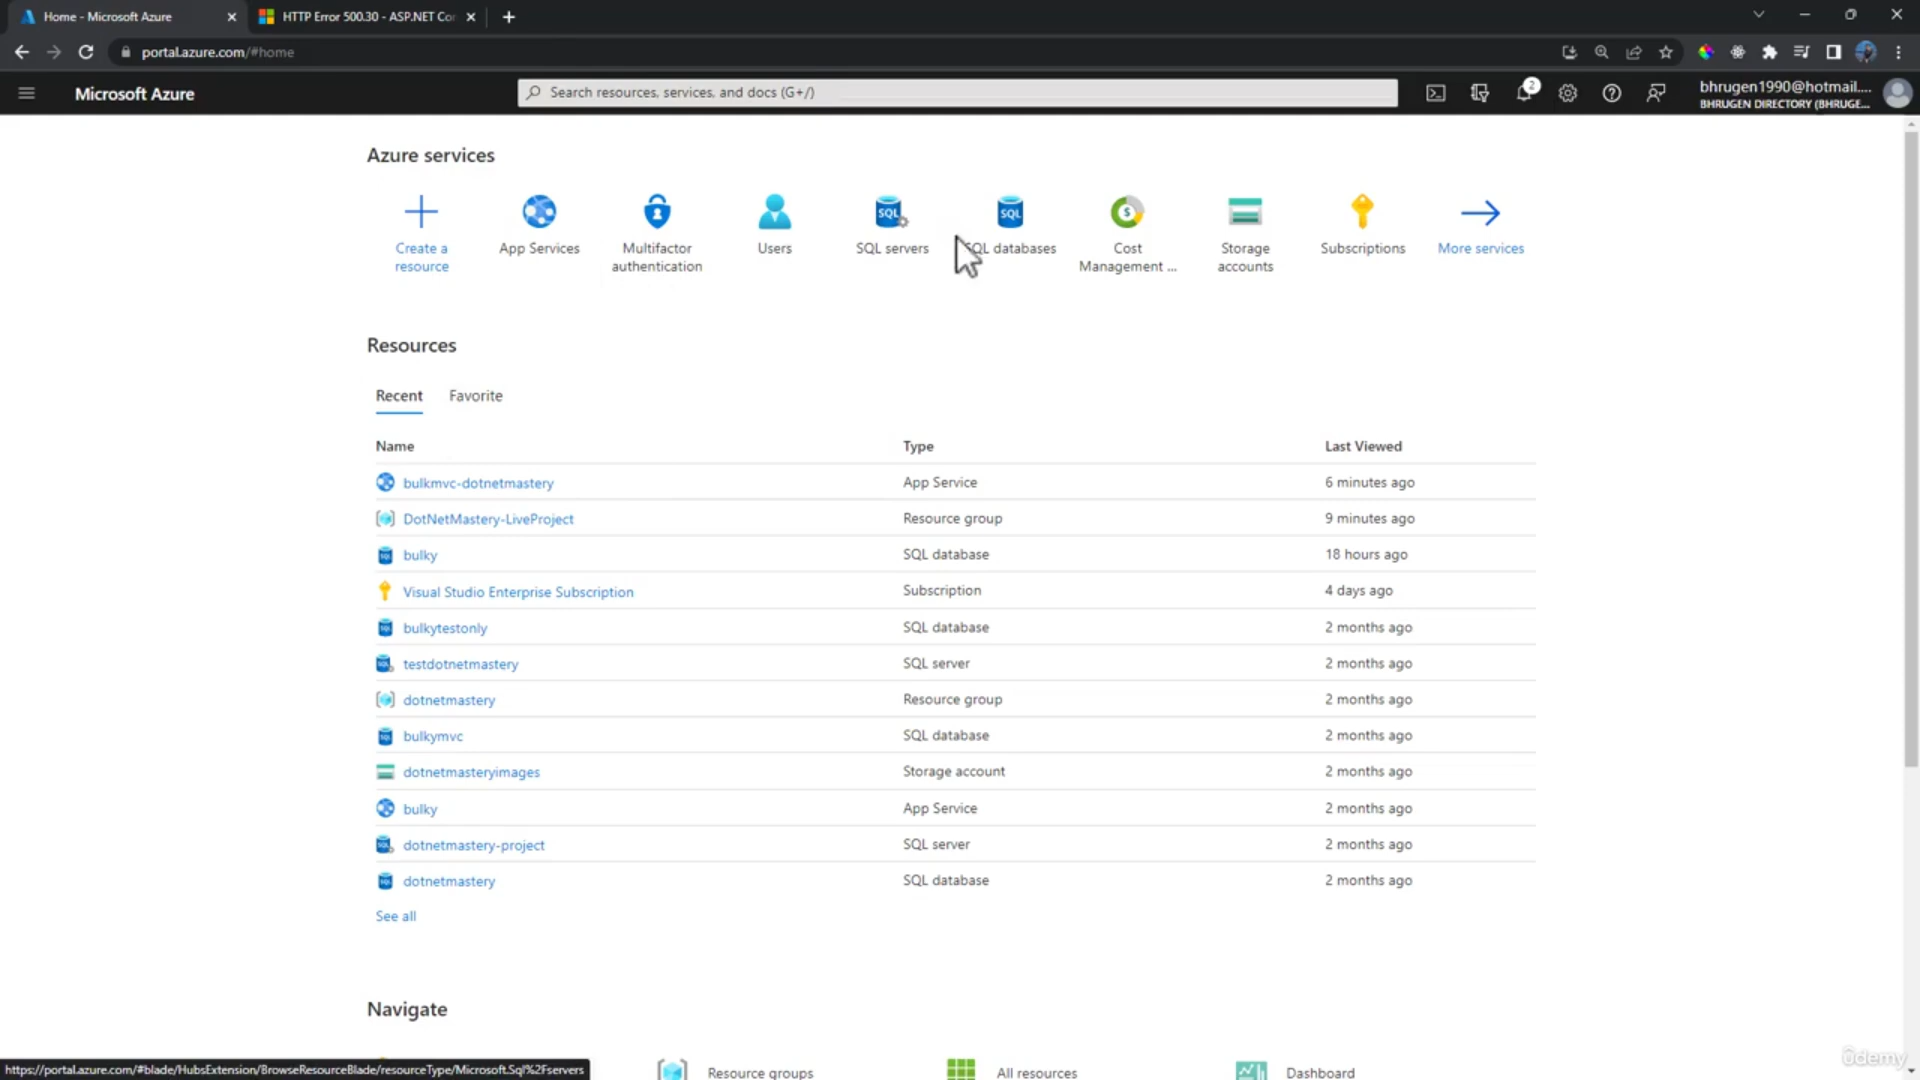 Home - Microsoft Azure
HTTP Error 500.30 - ASP.NET Cor
portal.azure.com/#home
Microsoft Azure
Search resources, services, and docs (G+/)
2
bhrugen1990@hotmail....
BHRUGEN DIRECTORY (BHRUGE...
Azure services
Create a resource
App Services
Multifactor authentication
Users
SQL
SQL servers
SQL
SQL databases
Cost Management ...
Storage accounts
Subscriptions
More services
Resources
Recent
Favorite
Name Type Last Viewed
bulkmvc-dotnetmastery App Service 6 minutes ago
DotNetMastery-LiveProject Resource group 9 minutes ago
bulky SQL database 18 hours ago
Visual Studio Enterprise Subscription Subscription 4 days ago
bulkytestonly SQL database 2 months ago
testdotnetmastery SQL server 2 months ago
dotnetmastery Resource group 2 months ago
bulkymvc SQL database 2 months ago
dotnetmasteryimages Storage account 2 months ago
bulky App Service 2 months ago
dotnetmastery-project SQL server 2 months ago
dotnetmastery SQL database 2 months ago
See all
Navigate
https://portal.azure.com/#blade/HubsExtension/BrowseResourceBlade/resourceType/Microsoft.Sql%2Fservers
Resource groups
All resources
Dashboard
ûdemy